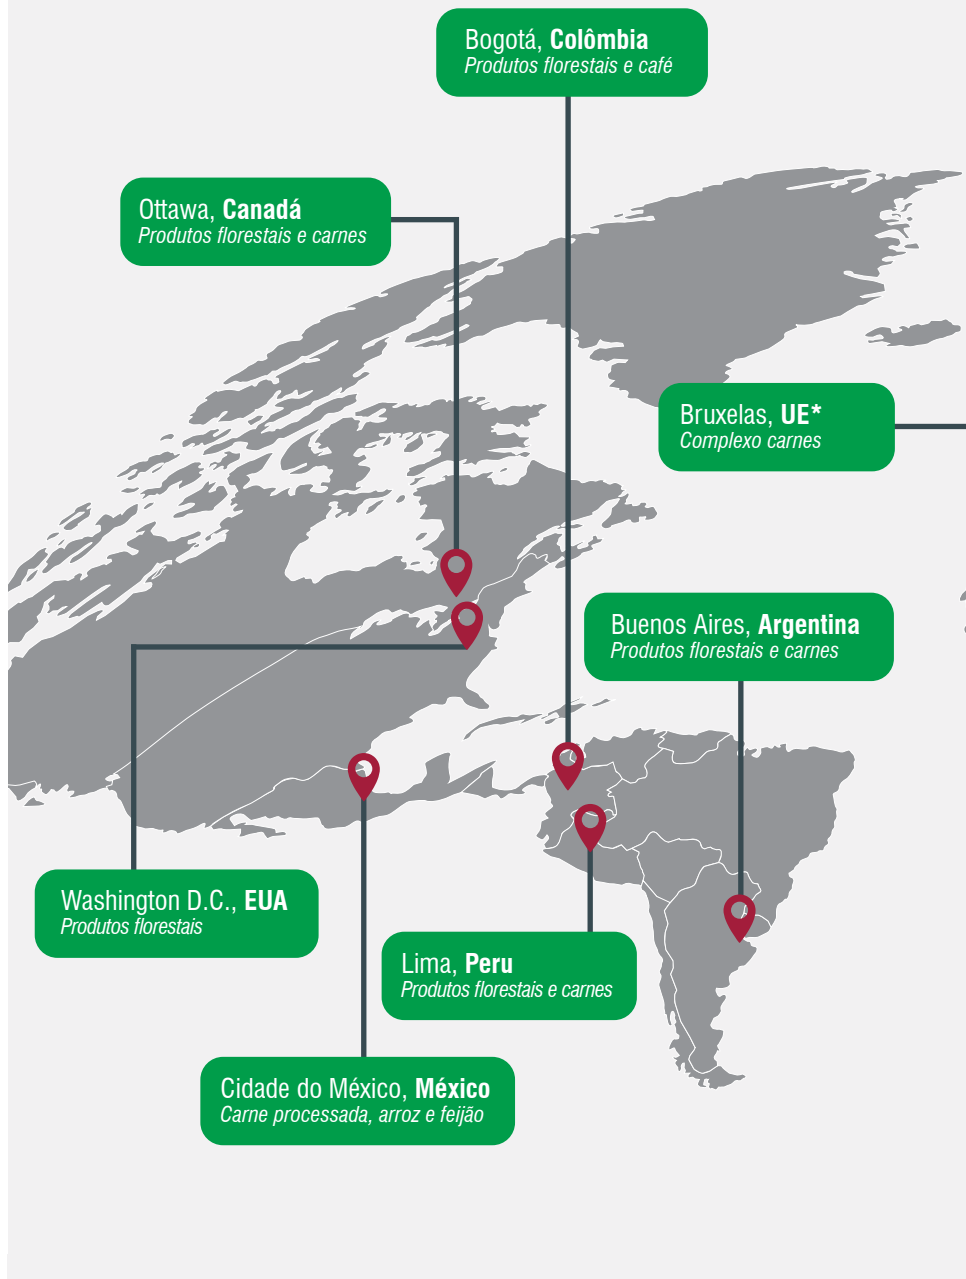 Bogotá, Colômbia
Produtos florestais e café
Ottawa, Canadá
Produtos florestais e carnes
Bruxelas, UE*
Complexo carnes
Buenos Aires, Argentina
Produtos florestais e carnes
Washington D.C., EUA
Produtos florestais
Lima, Peru
Produtos florestais e carnes
Cidade do México, México
Carne processada, arroz e feijão